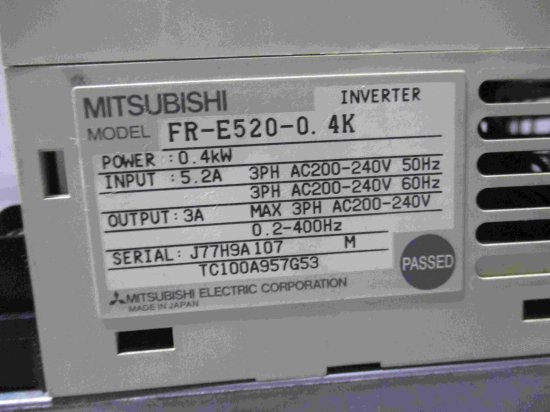 MITSUBISHI INVERTER
MODEL FR-E520-0.4K
POWER :0.4kW
INPUT :5.2A 3PH AC200-240V 50Hz
3PH AC200-240V 60Hz
OUTPUT:3A MAX 3PH AC200-240V
0.2-400Hz
SERIAL:J77H9A107 M
TC100A957G53
PASSED
MITSUBISHI ELECTRIC CORPORATION
MADE IN JAPAN